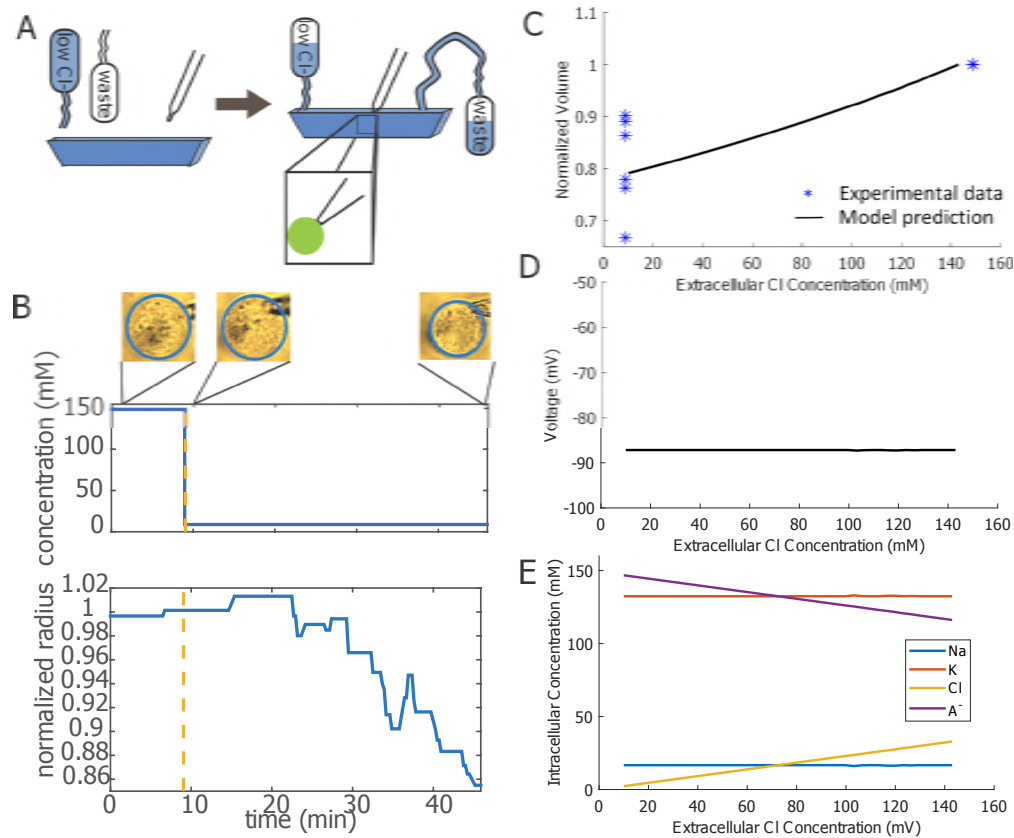 A
low Cl-
waste
low Cl-
waste
B
concentration (mM)
150
100
50
0
0
10
20
30
40
normalized radius
1.02
1
0.98
0.96
0.94
0.92
0.9
0.88
0.86
0
10
20
30
40
time (min)
C
Normalized Volume
1.1
1
0.9
0.8
0.7
Experimental data
Model prediction
0
20
40
60
80
100
120
140
160
Extracellular Cl Concentration (mM)
D
Voltage (mV)
-50
-60
-70
-80
-90
-100
0
20
40
60
80
100
120
140
160
Extracellular Cl Concentration (mM)
E
Intracellular Concentration (mM)
150
100
50
0
Na
K
Cl
A⁻
0
20
40
60
80
100
120
140
160
Extracellular Cl Concentration (mV)